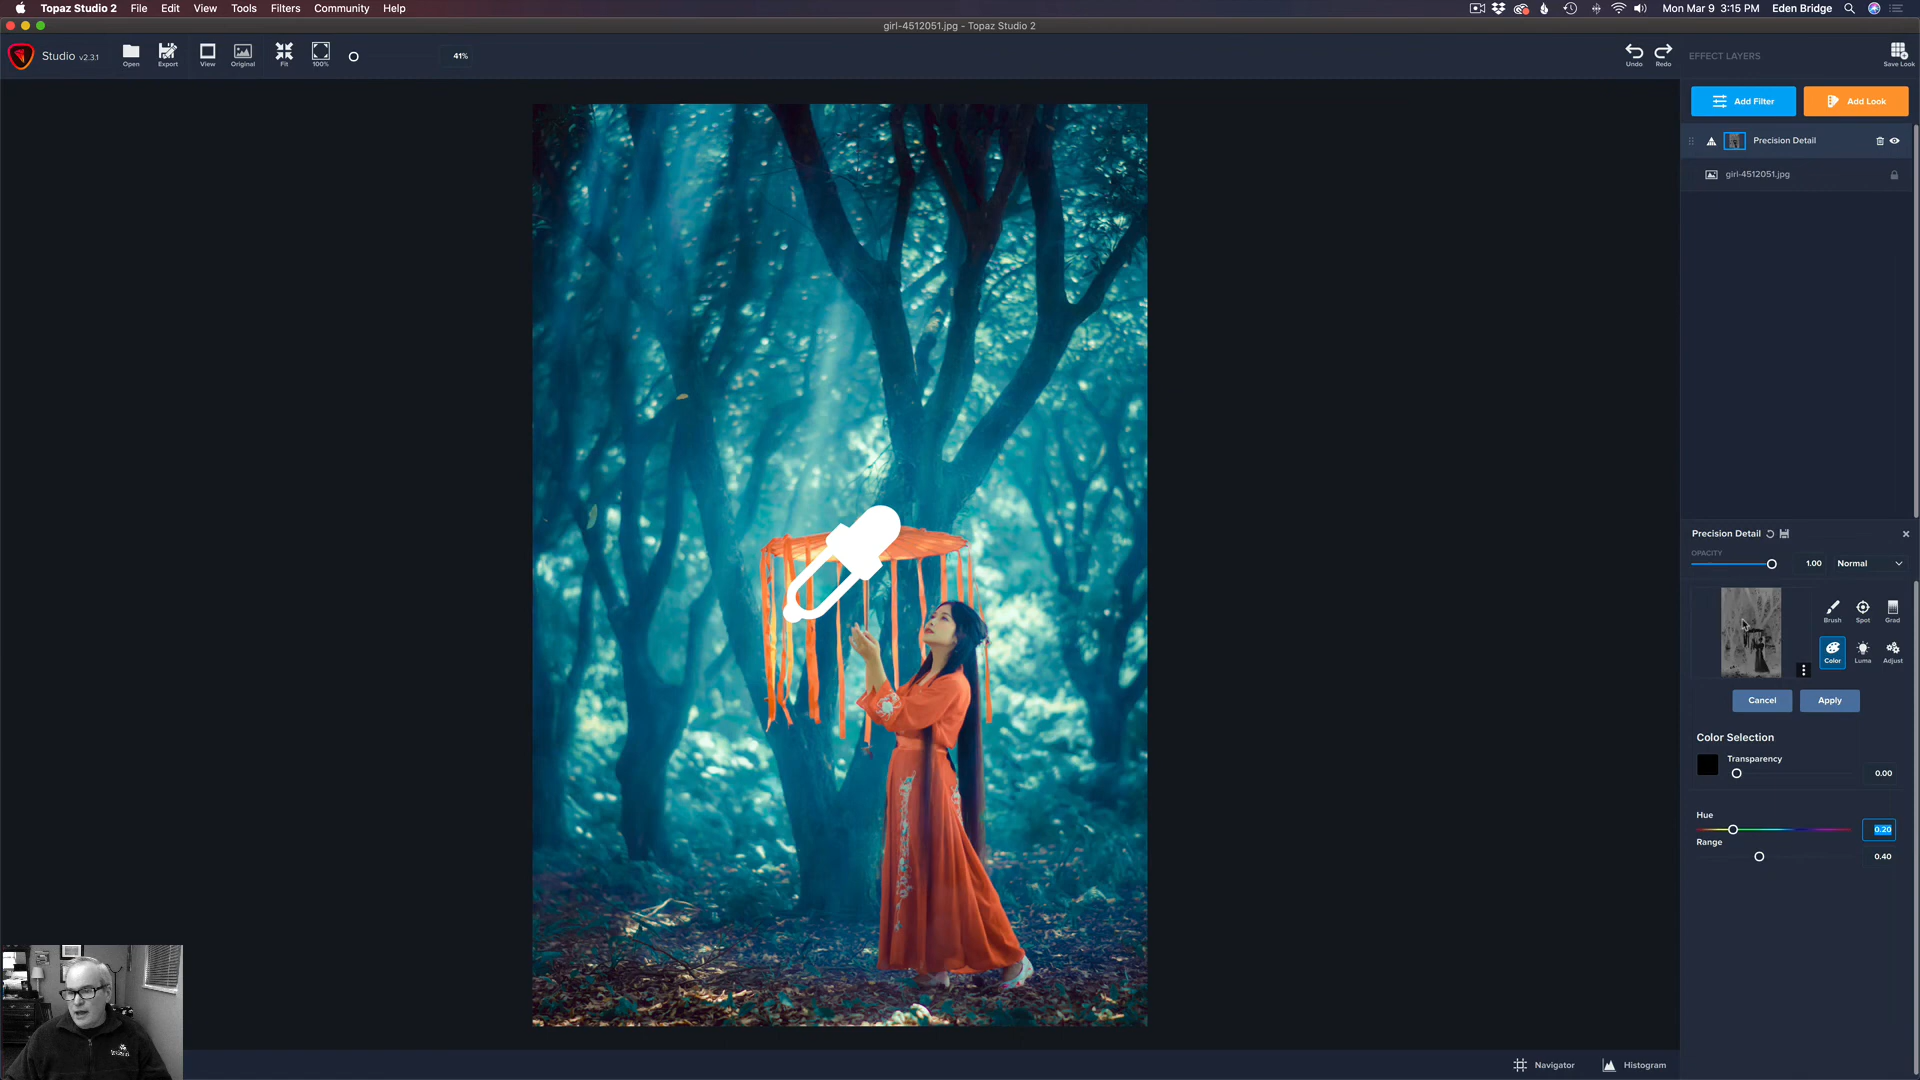 Topaz Studio 2 File Edit View Tools Filters Community Help
Mon Mar 9 3:15 PM Eden Bridge
girl-4512051.jpg - Topaz Studio 2
Studio v2.3.1
Open
Export
View
Original
Fit
100%
41%
Undo
Redo
EFFECT LAYERS
Save Look
Add Filter
Add Look
Precision Detail
girl-4512051.jpg
Precision Detail
OPACITY
1.00
Normal
Brush
Spot
Grad
Color
Luma
Adjust
Cancel
Apply
Color Selection
Transparency
0.00
Hue
0.20
Range
0.40
Navigator
Histogram